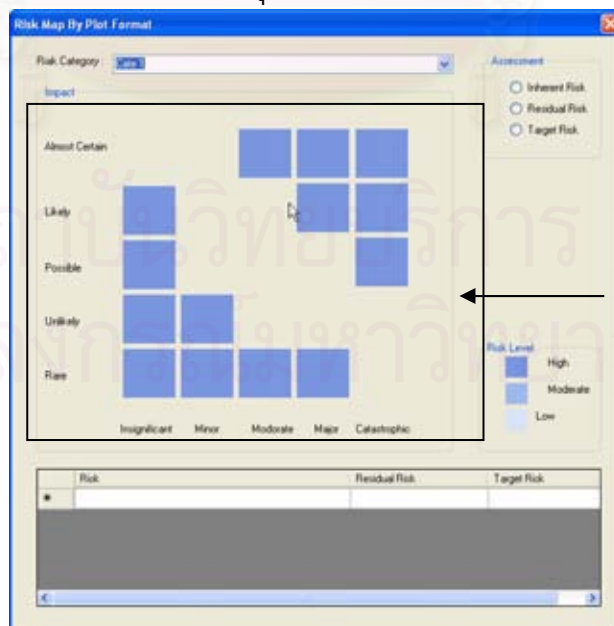 Risk Map By Plot Format
Risk Category
Assessment
Inherent Risk
Residual Risk
Target Risk
Impact
Almost Certain
Likely
Possible
Unlikely
Rare
Insignificant Minor Moderate Major Catastrophic
Risk Level
High
Moderate
Low
Risk Residual Risk Target Risk